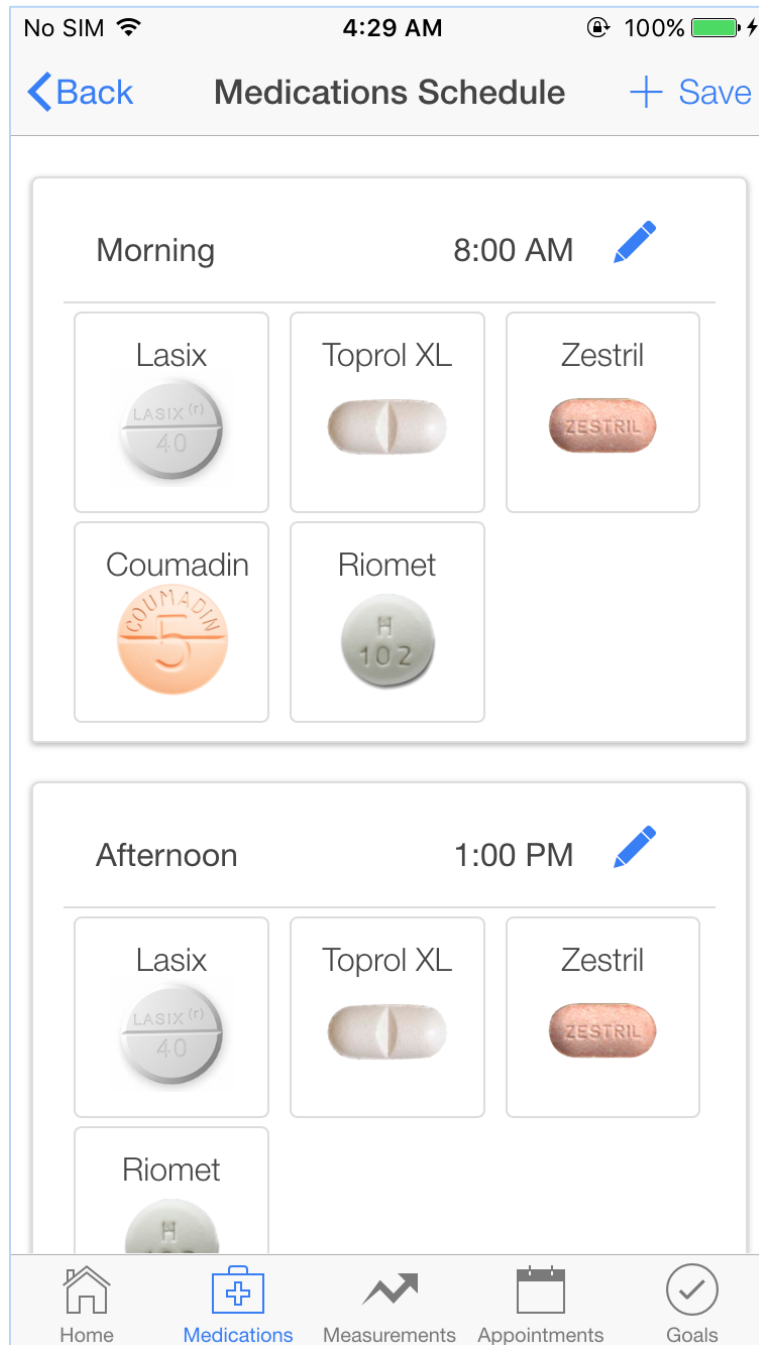 No SIM 4:29 AM 100%
Back Medications Schedule + Save
Morning 8:00 AM
Lasix Toprol XL Zestril
LASIX (r) ZESTRIL
40
Coumadin Riomet
COUMADIN H
5 102
Afternoon 1:00 PM
Lasix Toprol XL Zestril
LASIX (r) ZESTRIL
40
Riomet
H
Home Medications Measurements Appointments Goals